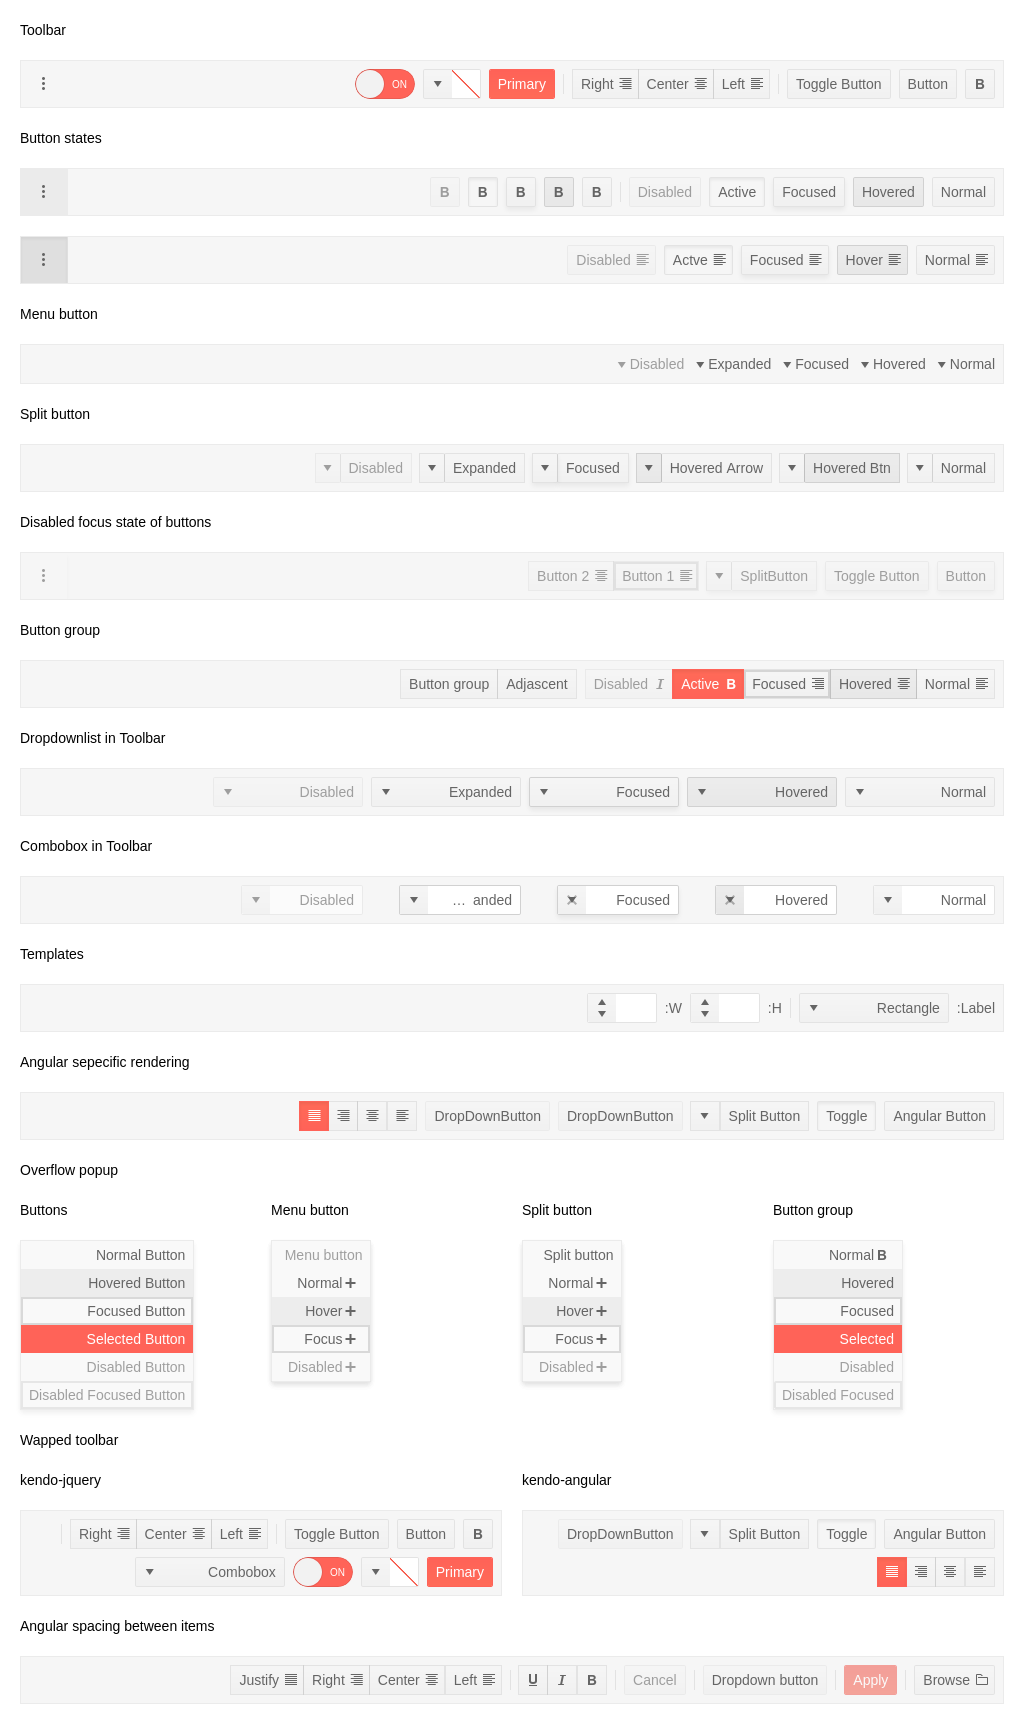 Toolbar
ON Primary Right Center Left Toggle Button Button B
Button states
B B B B B Disabled Active Focused Hovered Normal
Disabled Actve Focused Hover Normal
Menu button
Disabled Expanded Focused Hovered Normal
Split button
Disabled Expanded Focused Hovered Arrow Hovered Btn Normal
Disabled focus state of buttons
Button 2 Button 1 SplitButton Toggle Button Button
Button group
Button group Adjascent Disabled I Active B Focused Hovered Normal
Dropdownlist in Toolbar
Disabled Expanded Focused Hovered Normal
Combobox in Toolbar
Disabled … anded Focused Hovered Normal
Templates
:W :H Rectangle :Label
Angular sepecific rendering
DropDownButton DropDownButton Split Button Toggle Angular Button
Overflow popup
Buttons
Normal Button
Hovered Button
Focused Button
Selected Button
Disabled Button
Disabled Focused Button
Menu button
Menu button
Normal
Hover
Focus
Disabled
Split button
Split button
Normal
Hover
Focus
Disabled
Button group
Normal B
Hovered
Focused
Selected
Disabled
Disabled Focused
Wapped toolbar
kendo-jquery
Right Center Left Toggle Button Button B
Combobox ON Primary
kendo-angular
DropDownButton Split Button Toggle Angular Button
Angular spacing between items
Justify Right Center Left U I B Cancel Dropdown button Apply Browse